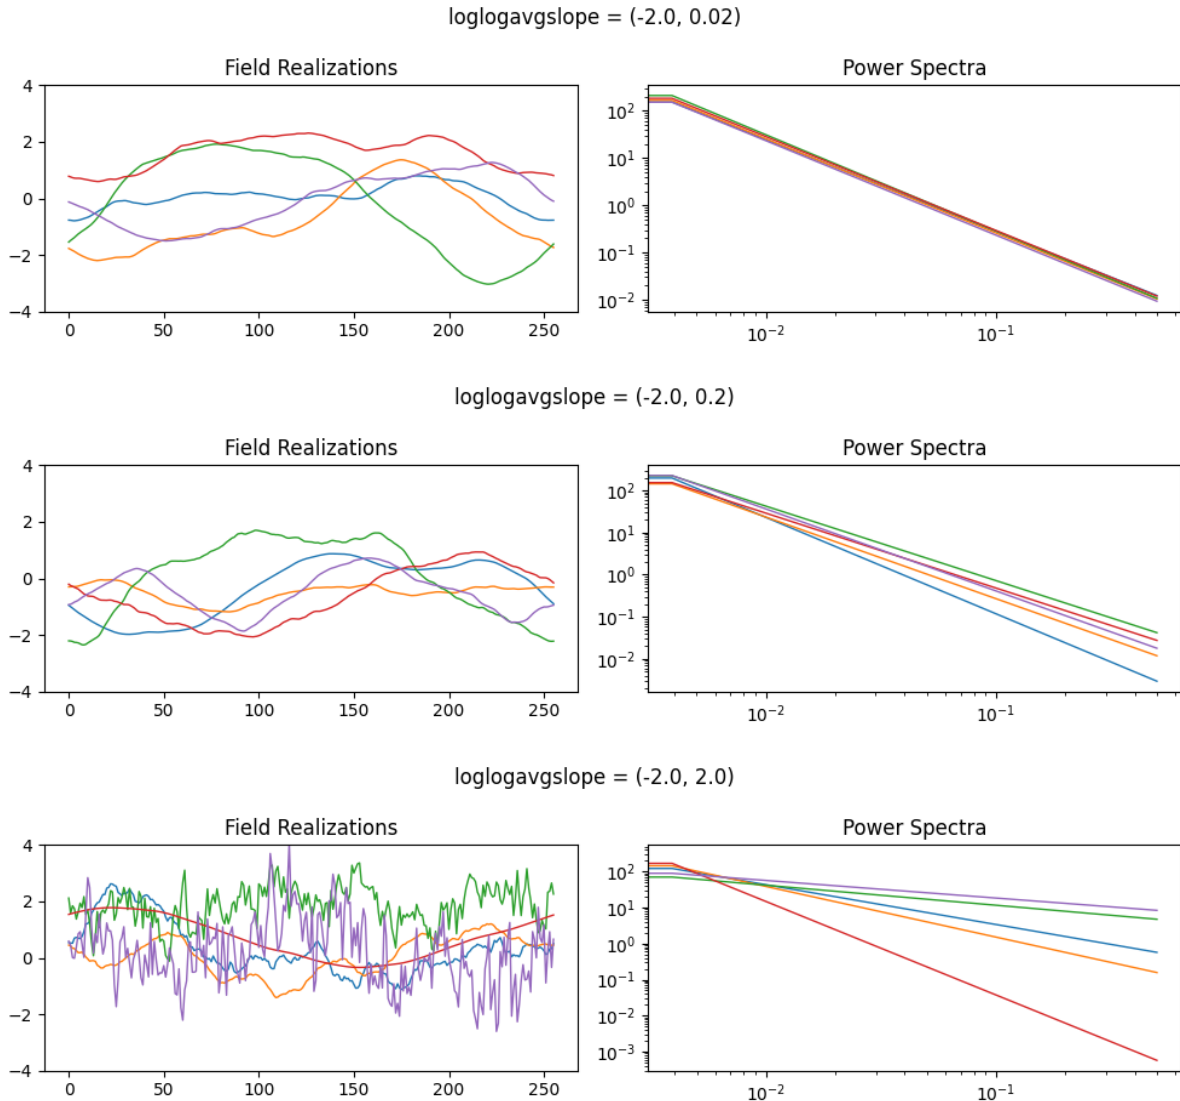 loglogavgslope = (-2.0, 0.02)
Field Realizations
Power Spectra
4
2
0
−2
−4
0 50 100 150 200 250
10²
10¹
10⁰
10⁻¹
10⁻²
10⁻² 10⁻¹
loglogavgslope = (-2.0, 0.2)
Field Realizations
Power Spectra
4
2
0
−2
−4
0 50 100 150 200 250
10²
10¹
10⁰
10⁻¹
10⁻²
10⁻² 10⁻¹
loglogavgslope = (-2.0, 2.0)
Field Realizations
Power Spectra
4
2
0
−2
−4
0 50 100 150 200 250
10²
10¹
10⁰
10⁻¹
10⁻²
10⁻³
10⁻² 10⁻¹